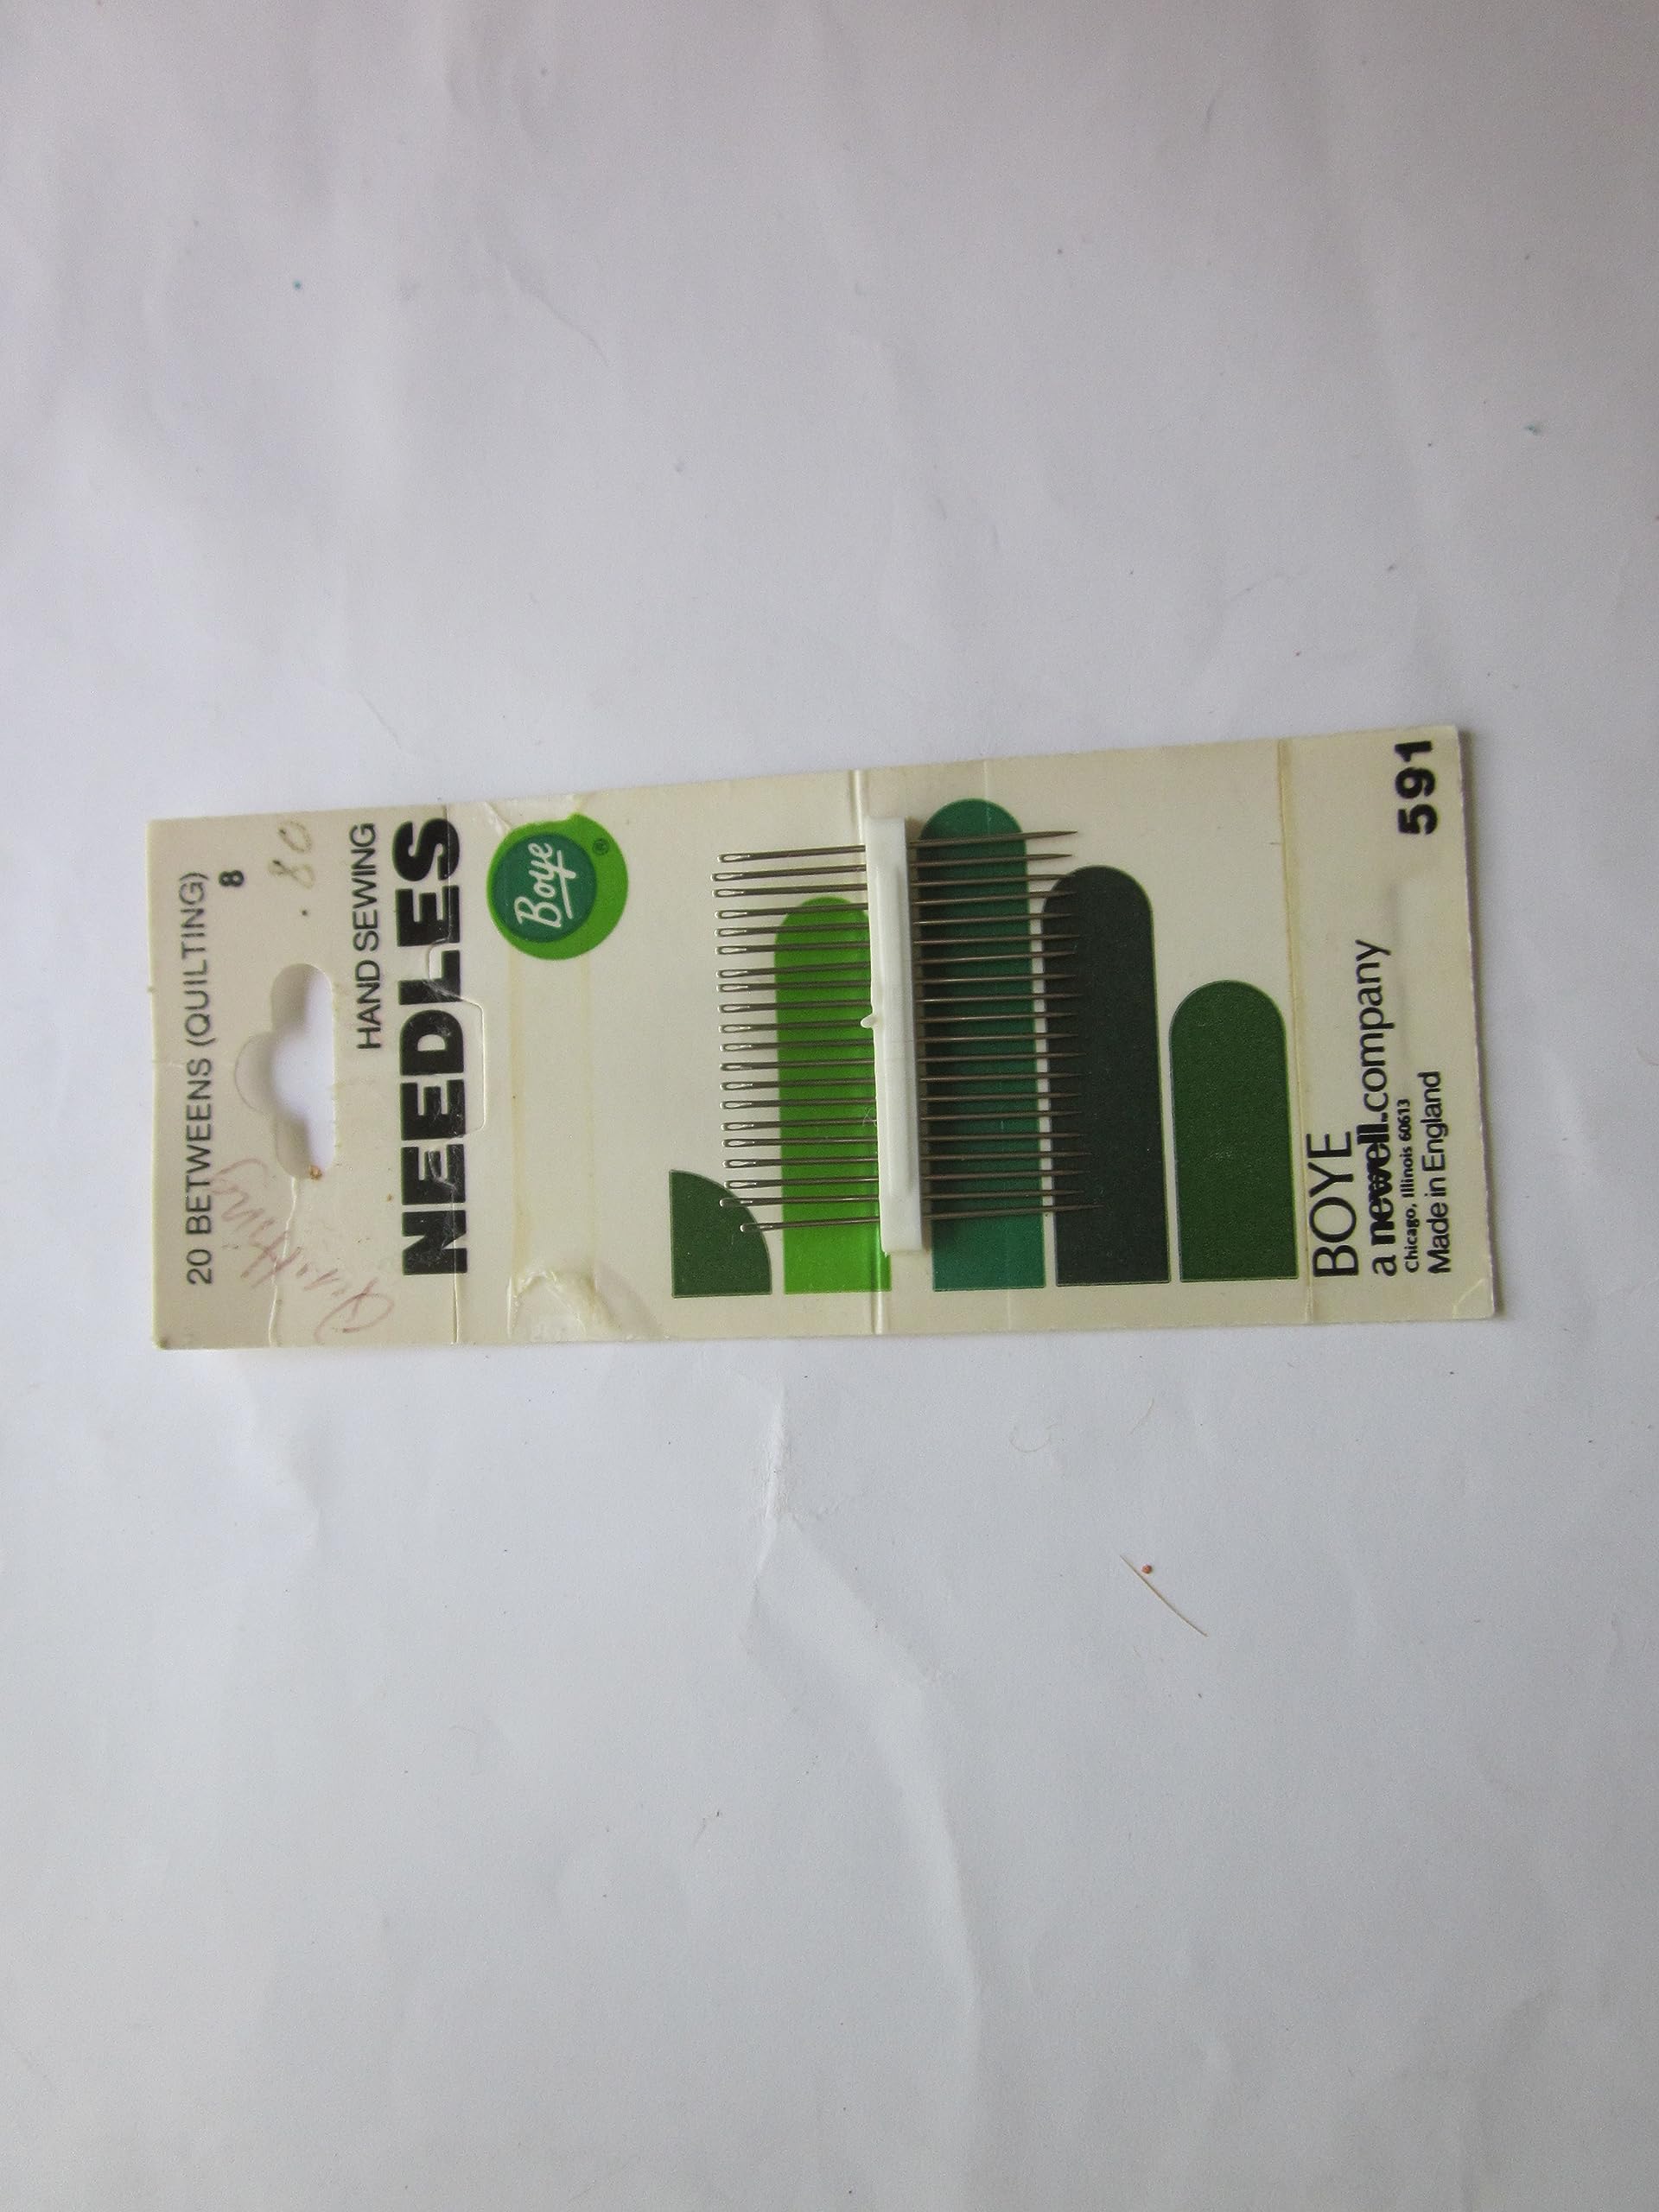 20 BETWEENS (QUILTING)
8
.80
Quilting
HAND SEWING
NEEDLES
Boye
®
BOYE
a newell company
Chicago, Illinois 60613
Made in England
591